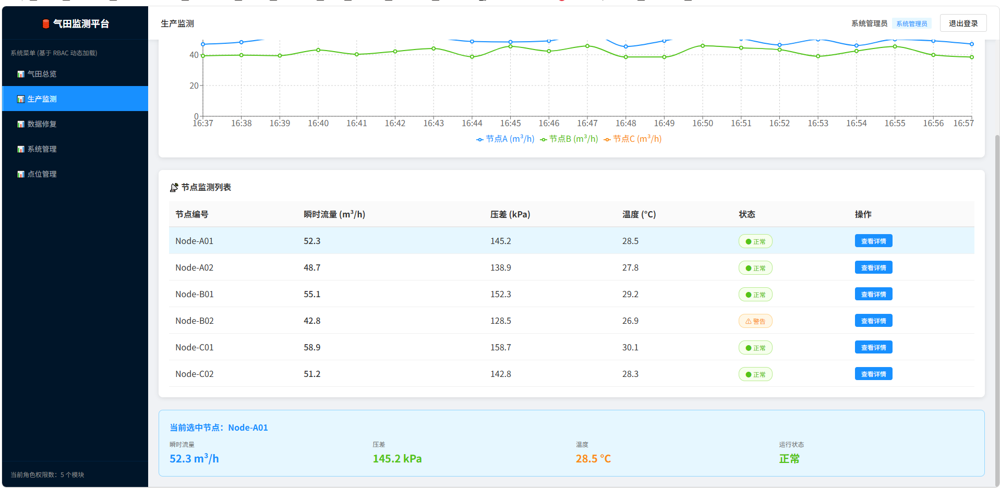 气田监测平台
系统菜单 (基于 RBAC 动态加载)
气田总览
生产监测
数据修复
系统管理
点位管理
当前角色权限数：5 个模块
生产监测
系统管理员 系统管理员 退出登录
40
20
0
16:37 16:38 16:39 16:40 16:41 16:42 16:43 16:44 16:45 16:46 16:47 16:48 16:49 16:50 16:51 16:52 16:53 16:54 16:55 16:56 16:57
节点A (m³/h) 节点B (m³/h) 节点C (m³/h)
节点监测列表
节点编号 瞬时流量 (m³/h) 压差 (kPa) 温度 (°C) 状态 操作
Node-A01 52.3 145.2 28.5 正常 查看详情
Node-A02 48.7 138.9 27.8 正常 查看详情
Node-B01 55.1 152.3 29.2 正常 查看详情
Node-B02 42.8 128.5 26.9 警告 查看详情
Node-C01 58.9 158.7 30.1 正常 查看详情
Node-C02 51.2 142.8 28.3 正常 查看详情
当前选中节点：Node-A01
瞬时流量 压差 温度 运行状态
52.3 m³/h 145.2 kPa 28.5 °C 正常